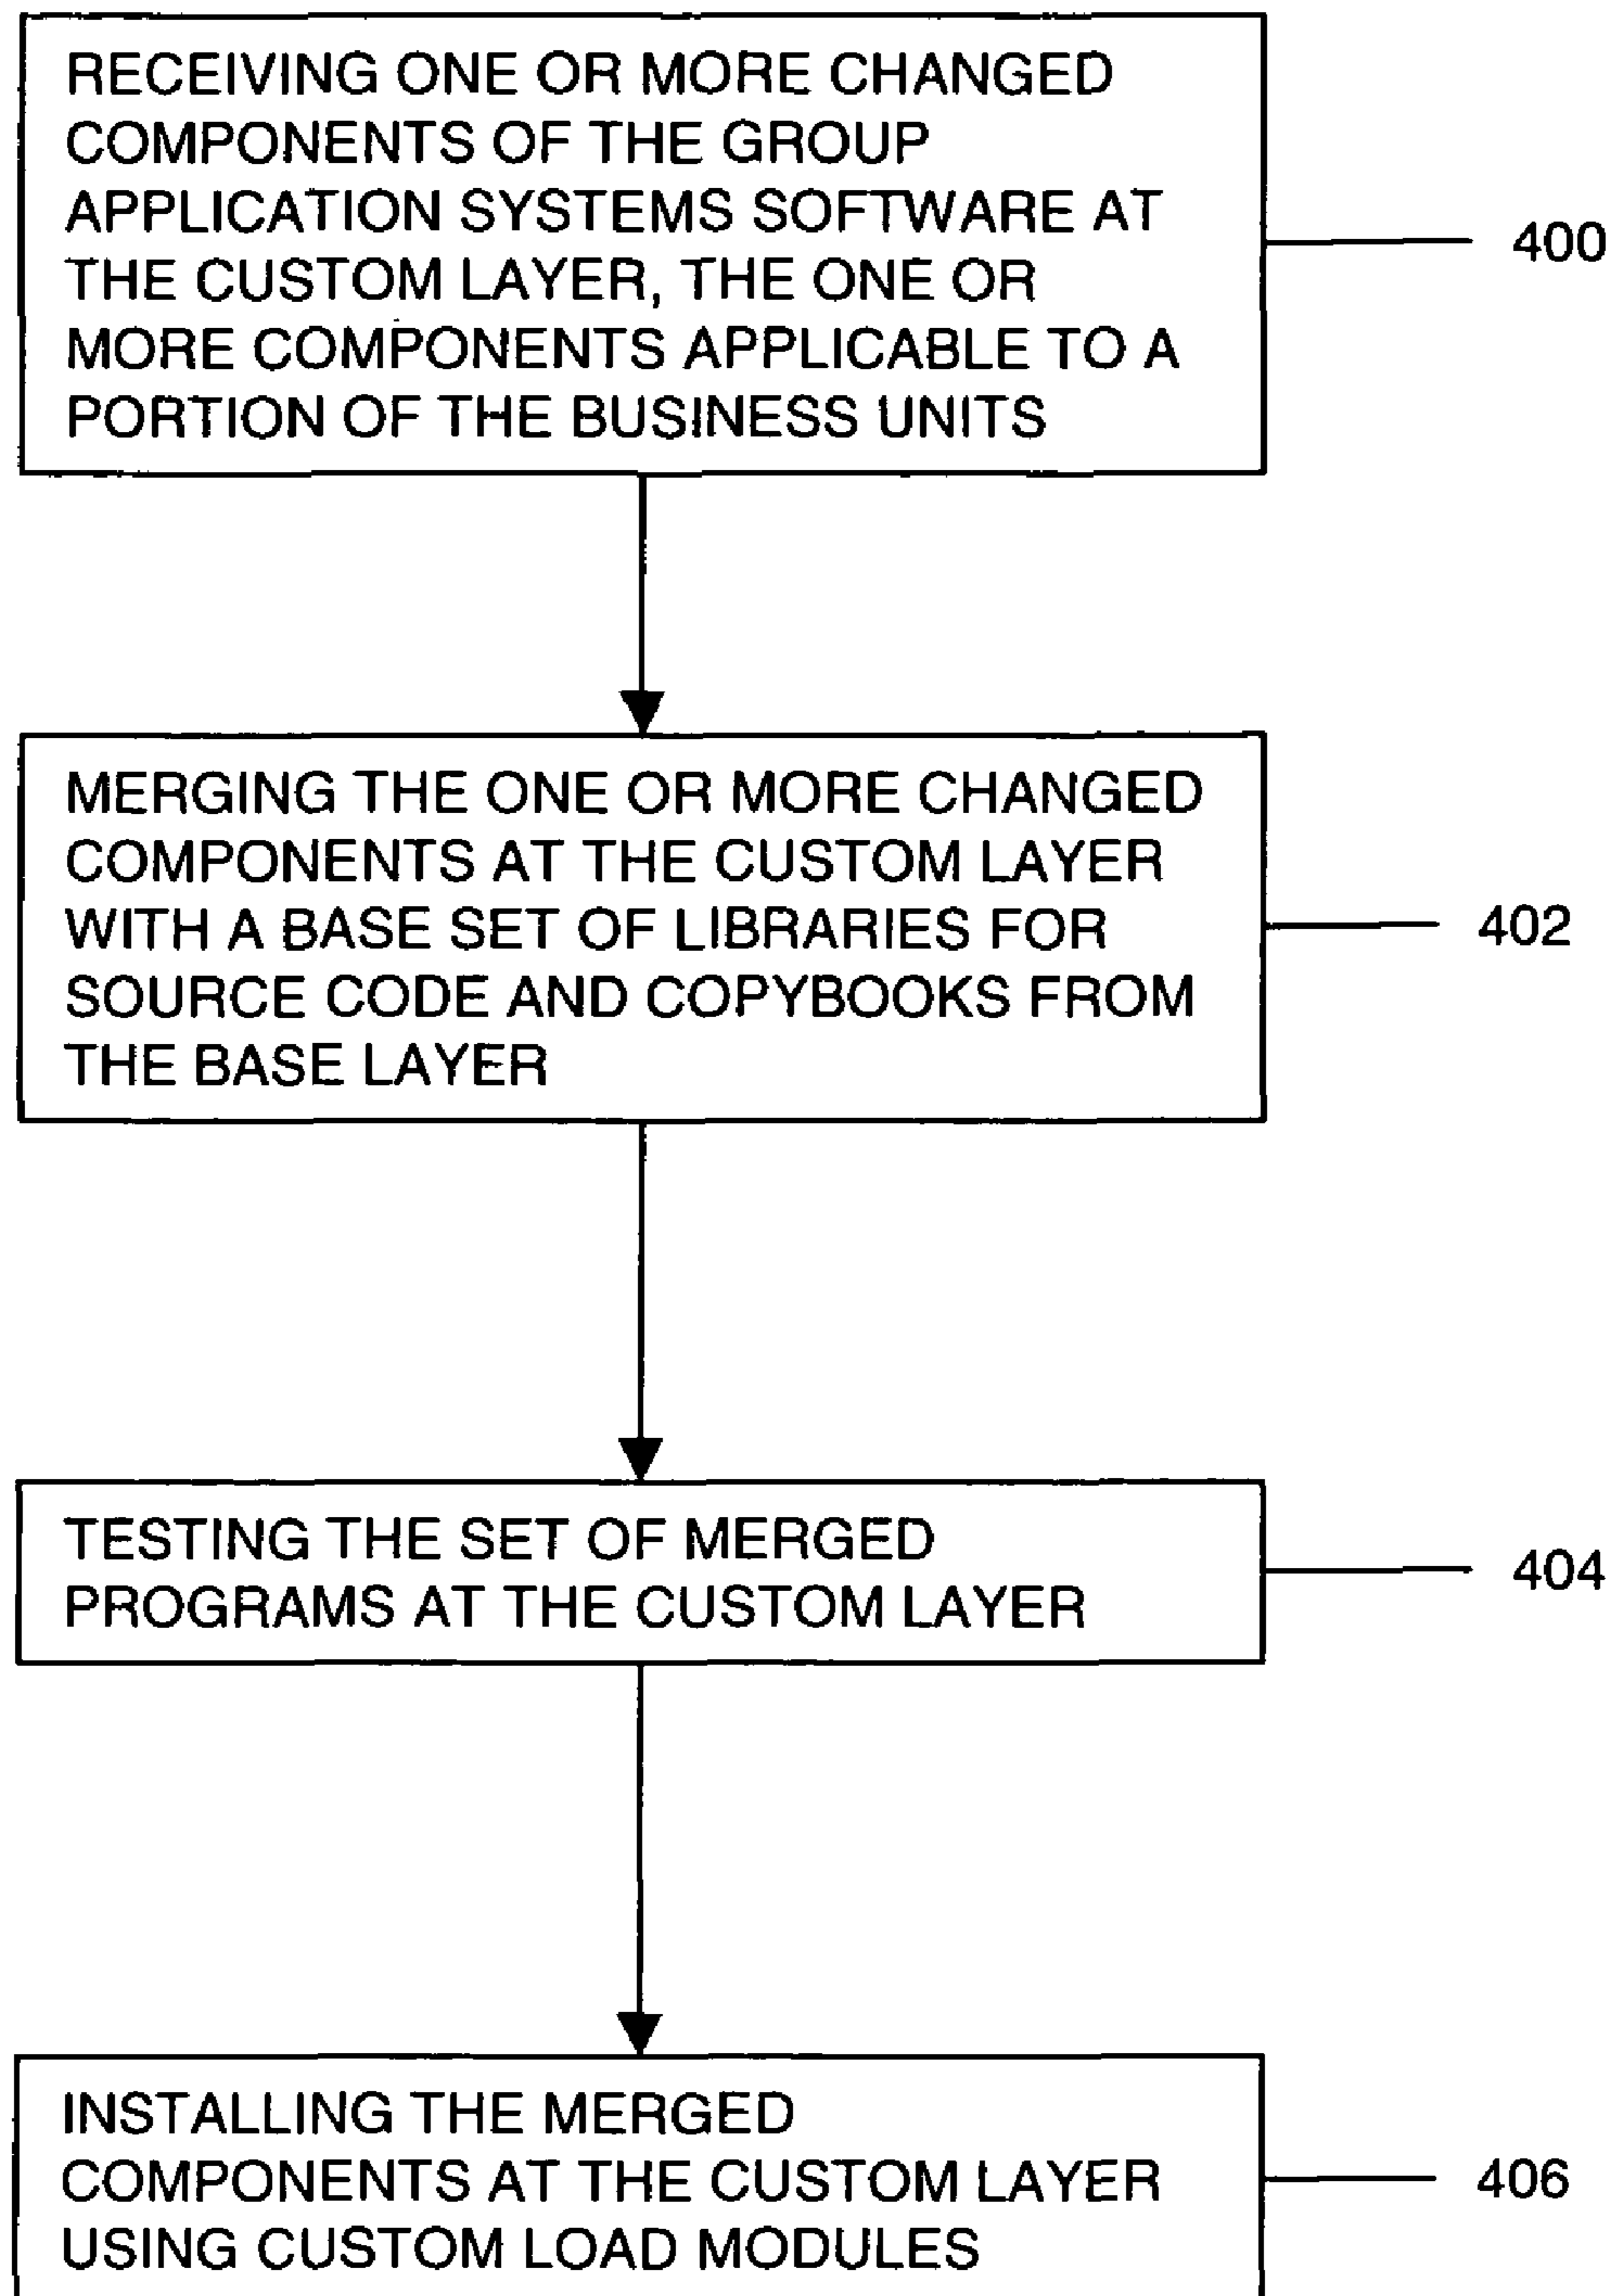 RECEIVING ONE OR MORE CHANGED
COMPONENTS OF THE GROUP
APPLICATION SYSTEMS SOFTWARE AT
THE CUSTOM LAYER, THE ONE OR
MORE COMPONENTS APPLICABLE TO A
PORTION OF THE BUSINESS UNITS
400
MERGING THE ONE OR MORE CHANGED
COMPONENTS AT THE CUSTOM LAYER
WITH A BASE SET OF LIBRARIES FOR
SOURCE CODE AND COPYBOOKS FROM
THE BASE LAYER
402
TESTING THE SET OF MERGED
PROGRAMS AT THE CUSTOM LAYER
404
INSTALLING THE MERGED
COMPONENTS AT THE CUSTOM LAYER
USING CUSTOM LOAD MODULES
406